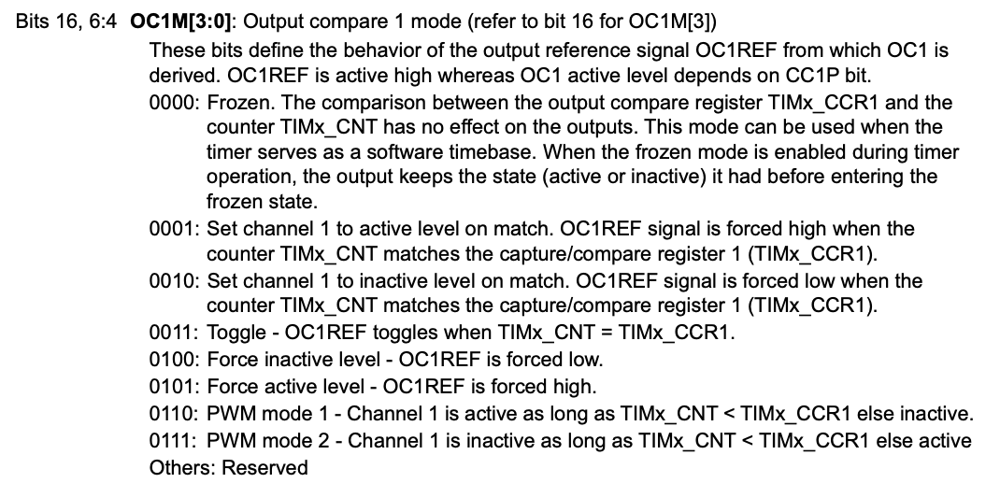 Bits 16, 6:4 OC1M[3:0]: Output compare 1 mode (refer to bit 16 for OC1M[3])
These bits define the behavior of the output reference signal OC1REF from which OC1 is
derived. OC1REF is active high whereas OC1 active level depends on CC1P bit.
0000: Frozen. The comparison between the output compare register TIMx_CCR1 and the
counter TIMx_CNT has no effect on the outputs. This mode can be used when the
timer serves as a software timebase. When the frozen mode is enabled during timer
operation, the output keeps the state (active or inactive) it had before entering the
frozen state.
0001: Set channel 1 to active level on match. OC1REF signal is forced high when the
counter TIMx_CNT matches the capture/compare register 1 (TIMx_CCR1).
0010: Set channel 1 to inactive level on match. OC1REF signal is forced low when the
counter TIMx_CNT matches the capture/compare register 1 (TIMx_CCR1).
0011: Toggle - OC1REF toggles when TIMx_CNT = TIMx_CCR1.
0100: Force inactive level - OC1REF is forced low.
0101: Force active level - OC1REF is forced high.
0110: PWM mode 1 - Channel 1 is active as long as TIMx_CNT < TIMx_CCR1 else inactive.
0111: PWM mode 2 - Channel 1 is inactive as long as TIMx_CNT < TIMx_CCR1 else active
Others: Reserved